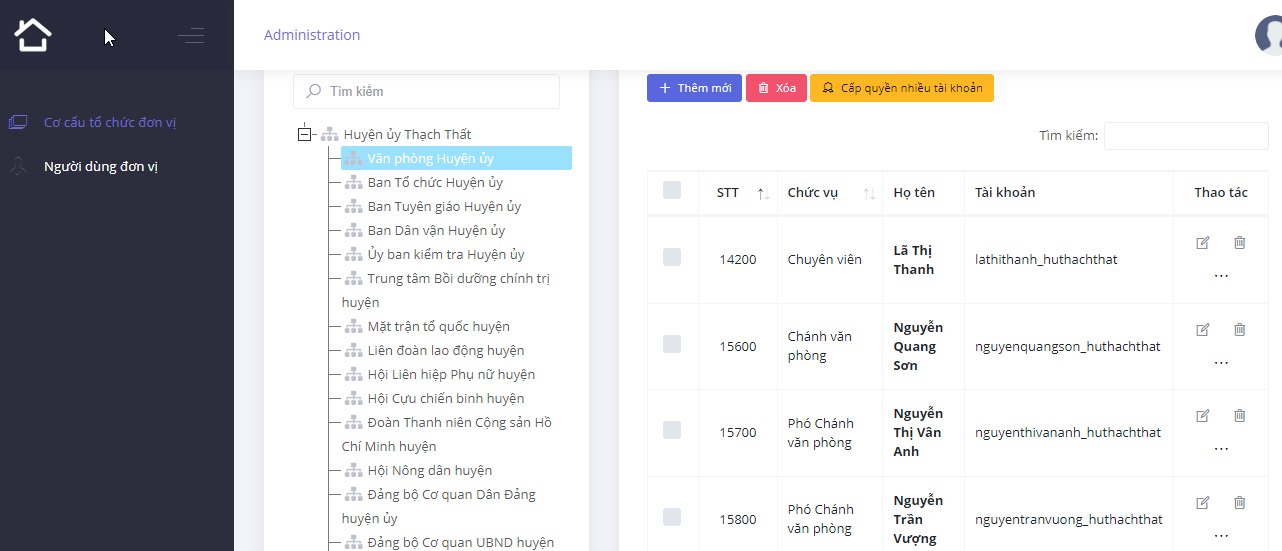 Administration
Cơ cấu tổ chức đơn vị
Người dùng đơn vị
Tìm kiếm
Huyện ủy Thạch Thất
Văn phòng Huyện ủy
Ban Tổ chức Huyện ủy
Ban Tuyên giáo Huyện ủy
Ban Dân vận Huyện ủy
Ủy ban kiểm tra Huyện ủy
Trung tâm Bồi dưỡng chính trị
huyện
Mặt trận tổ quốc huyện
Liên đoàn lao động huyện
Hội Liên hiệp Phụ nữ huyện
Hội Cựu chiến binh huyện
Đoàn Thanh niên Cộng sản Hồ
Chí Minh huyện
Hội Nông dân huyện
Đảng bộ Cơ quan Dân Đảng
huyện ủy
Đảng bộ Cơ quan UBND huyện
Thêm mới Xóa Cấp quyền nhiều tài khoản
Tìm kiếm:
STT Chức vụ Họ tên Tài khoản Thao tác
14200 Chuyên viên Lã Thị
Thanh lathithanh_huthachthat
...
15600 Chánh văn
phòng Nguyễn
Quang
Sơn nguyenquangson_huthachthat
...
15700 Phó Chánh
văn phòng Nguyễn
Thị Vân
Anh nguyenthivananh_huthachthat
...
15800 Phó Chánh
văn phòng Nguyễn
Trần
Vượng nguyentranvuong_huthachthat
...